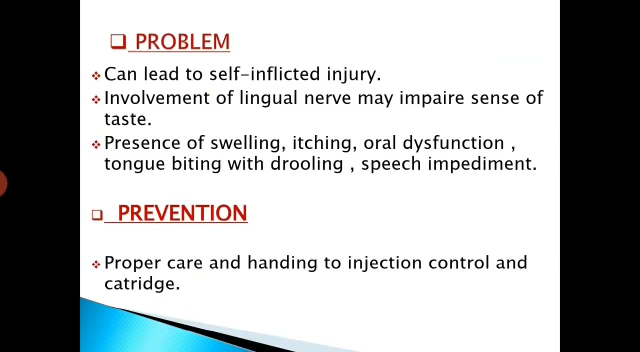 PROBLEM
Can lead to self-inflicted injury.
Involvement of lingual nerve may impaire sense of
taste.
Presence of swelling, itching, oral dysfunction ,
tongue biting with drooling , speech impediment.
PREVENTION
Proper care and handing to injection control and
catridge.